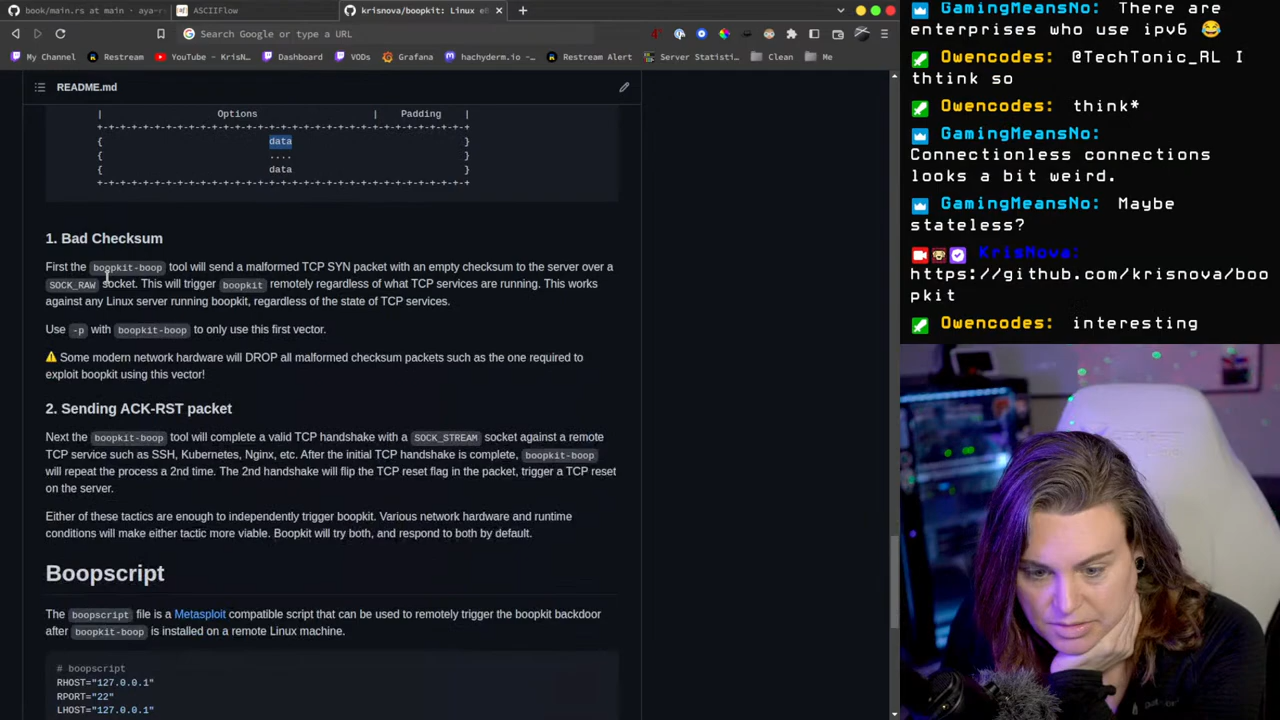 book/main.rs at main · aya-r
ASCIIFlow
krisnova/boopkit: Linux e
Search Google or type a URL
My Channel
Restream
YouTube - KrisN...
Dashboard
VODs
Grafana
hachyderm.io - ...
Restream Alert
Server Statisti...
Clean
Me
README.md
| Options | Padding |
+-+-+-+-+-+-+-+-+-+-+-+-+-+-+-+-+-+-+-+-+-+-+-+-+-+-+-+-+-+-+-+-+
{ data }
{ .... }
{ data }
+-+-+-+-+-+-+-+-+-+-+-+-+-+-+-+-+-+-+-+-+-+-+-+-+-+-+-+-+-+-+-+-+
1. Bad Checksum
First the boopkit-boop tool will send a malformed TCP SYN packet with an empty checksum to the server over a
SOCK_RAW socket. This will trigger boopkit remotely regardless of what TCP services are running. This works
against any Linux server running boopkit, regardless of the state of TCP services.
Use -p with boopkit-boop to only use this first vector.
⚠️ Some modern network hardware will DROP all malformed checksum packets such as the one required to
exploit boopkit using this vector!
2. Sending ACK-RST packet
Next the boopkit-boop tool will complete a valid TCP handshake with a SOCK_STREAM socket against a remote
TCP service such as SSH, Kubernetes, Nginx, etc. After the initial TCP handshake is complete, boopkit-boop
will repeat the process a 2nd time. The 2nd handshake will flip the TCP reset flag in the packet, trigger a TCP reset
on the server.
Either of these tactics are enough to independently trigger boopkit. Various network hardware and runtime
conditions will make either tactic more viable. Boopkit will try both, and respond to both by default.
Boopscript
The boopscript file is a Metasploit compatible script that can be used to remotely trigger the boopkit backdoor
after boopkit-boop is installed on a remote Linux machine.
# boopscript
RHOST="127.0.0.1"
RPORT="22"
LHOST="127.0.0.1"
GamingMeansNo: There are
enterprises who use ipv6 😂
Owencodes: @TechTonic_RL I
thtink so
Owencodes: think*
GamingMeansNo:
Connectionless connections
looks a bit weird.
GamingMeansNo: Maybe
stateless?
KrisNova:
https://github.com/krisnova/boo
pkit
Owencodes: interesting